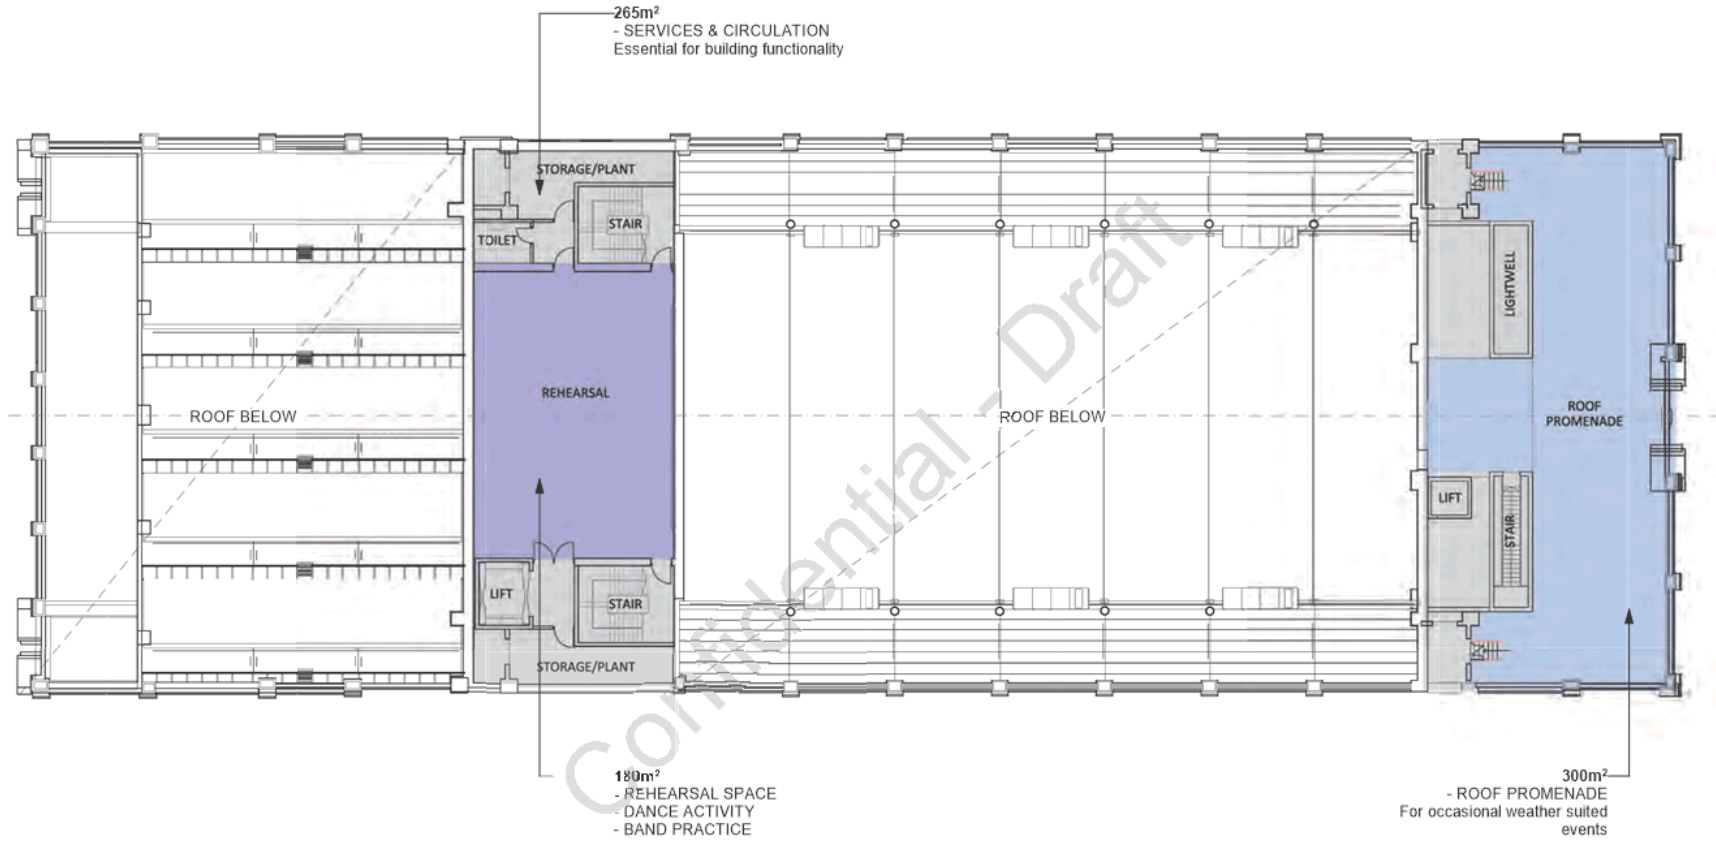 265m²
- SERVICES & CIRCULATION
Essential for building functionality
STORAGE/PLANT
STAIR
TOILET
LIGHTWELL
REHEARSAL
ROOF BELOW
ROOF BELOW
ROOF
PROMENADE
LIFT
STAIR
LIFT
STAIR
STORAGE/PLANT
Confidential - Draft
180m²
- REHEARSAL SPACE
- DANCE ACTIVITY
- BAND PRACTICE
300m²
- ROOF PROMENADE
For occasional weather suited
events